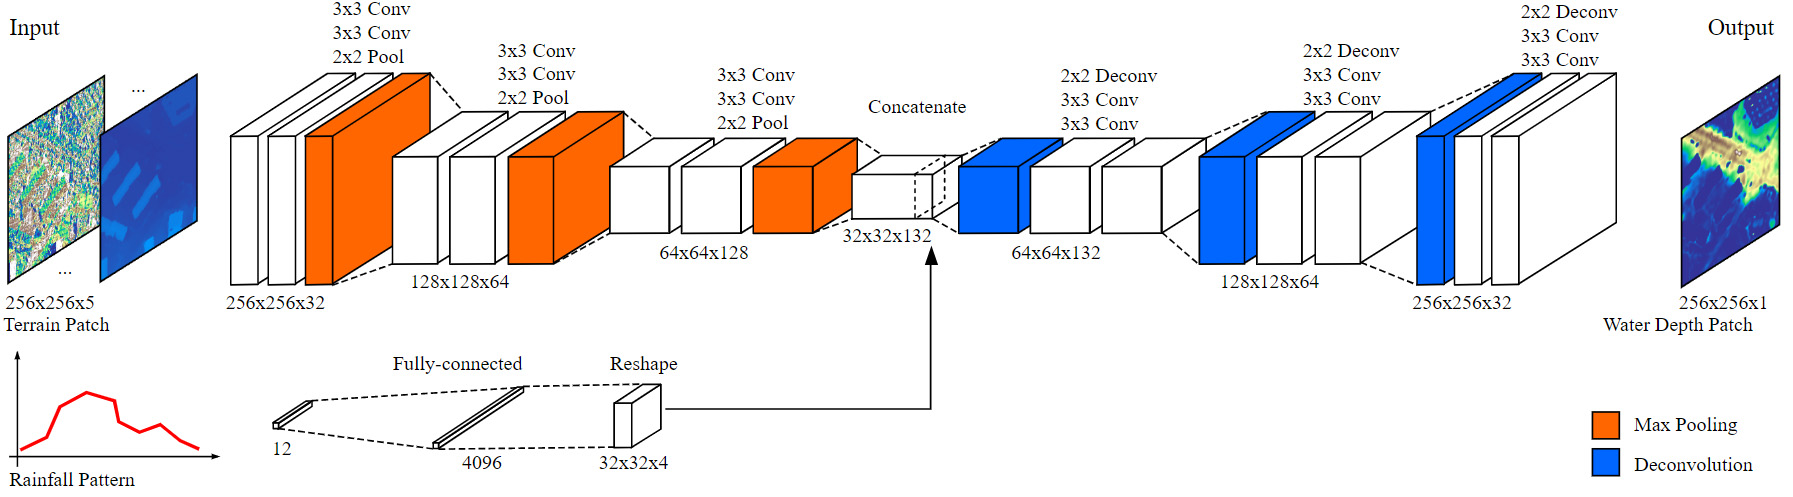 Input
3x3 Conv
3x3 Conv
2x2 Pool
3x3 Conv
3x3 Conv
2x2 Pool
3x3 Conv
3x3 Conv
2x2 Pool
Concatenate
2x2 Deconv
3x3 Conv
3x3 Conv
2x2 Deconv
3x3 Conv
3x3 Conv
2x2 Deconv
3x3 Conv
3x3 Conv
Output
...
...
256x256x5
Terrain Patch
256x256x32
128x128x64
64x64x128
32x32x132
64x64x132
128x128x64
256x256x32
256x256x1
Water Depth Patch
Fully-connected
Reshape
12
4096
32x32x4
Rainfall Pattern
Max Pooling
Deconvolution